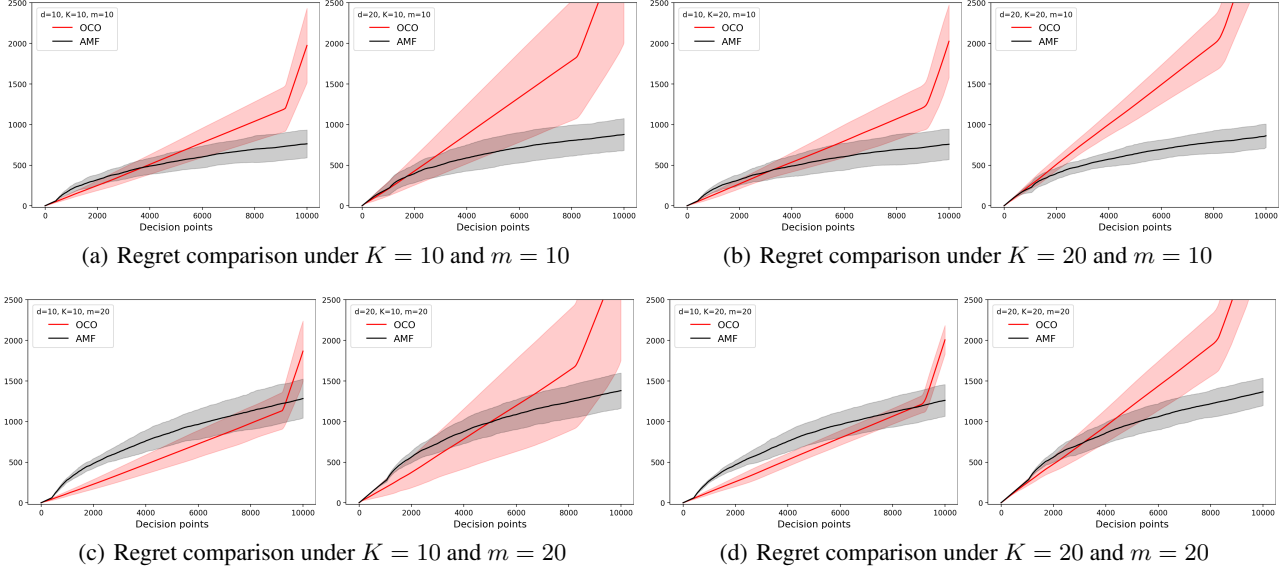 d=10, K=10, m=10
OCO
AMF
2500
2000
1500
1000
500
0
0 2000 4000 6000 8000 10000
Decision points
d=20, K=10, m=10
OCO
AMF
2500
2000
1500
1000
500
0
0 2000 4000 6000 8000 10000
Decision points
(a) Regret comparison under K = 10 and m = 10
d=10, K=20, m=10
OCO
AMF
2500
2000
1500
1000
500
0
0 2000 4000 6000 8000 10000
Decision points
d=20, K=20, m=10
OCO
AMF
2500
2000
1500
1000
500
0
0 2000 4000 6000 8000 10000
Decision points
(b) Regret comparison under K = 20 and m = 10
d=10, K=10, m=20
OCO
AMF
2500
2000
1500
1000
500
0
0 2000 4000 6000 8000 10000
Decision points
d=20, K=10, m=20
OCO
AMF
2500
2000
1500
1000
500
0
0 2000 4000 6000 8000 10000
Decision points
(c) Regret comparison under K = 10 and m = 20
d=10, K=20, m=20
OCO
AMF
2500
2000
1500
1000
500
0
0 2000 4000 6000 8000 10000
Decision points
d=20, K=20, m=20
OCO
AMF
2500
2000
1500
1000
500
0
0 2000 4000 6000 8000 10000
Decision points
(d) Regret comparison under K = 20 and m = 20